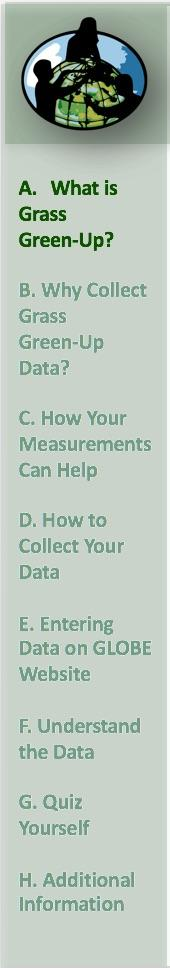 A. What is
Grass
Green-Up?
B. Why Collect
Grass
Green-Up
Data?
C. How Your
Measurements
Can Help
D. How to
Collect Your
Data
E. Entering
Data on GLOBE
Website
F. Understand
the Data
G. Quiz
Yourself
H. Additional
Information